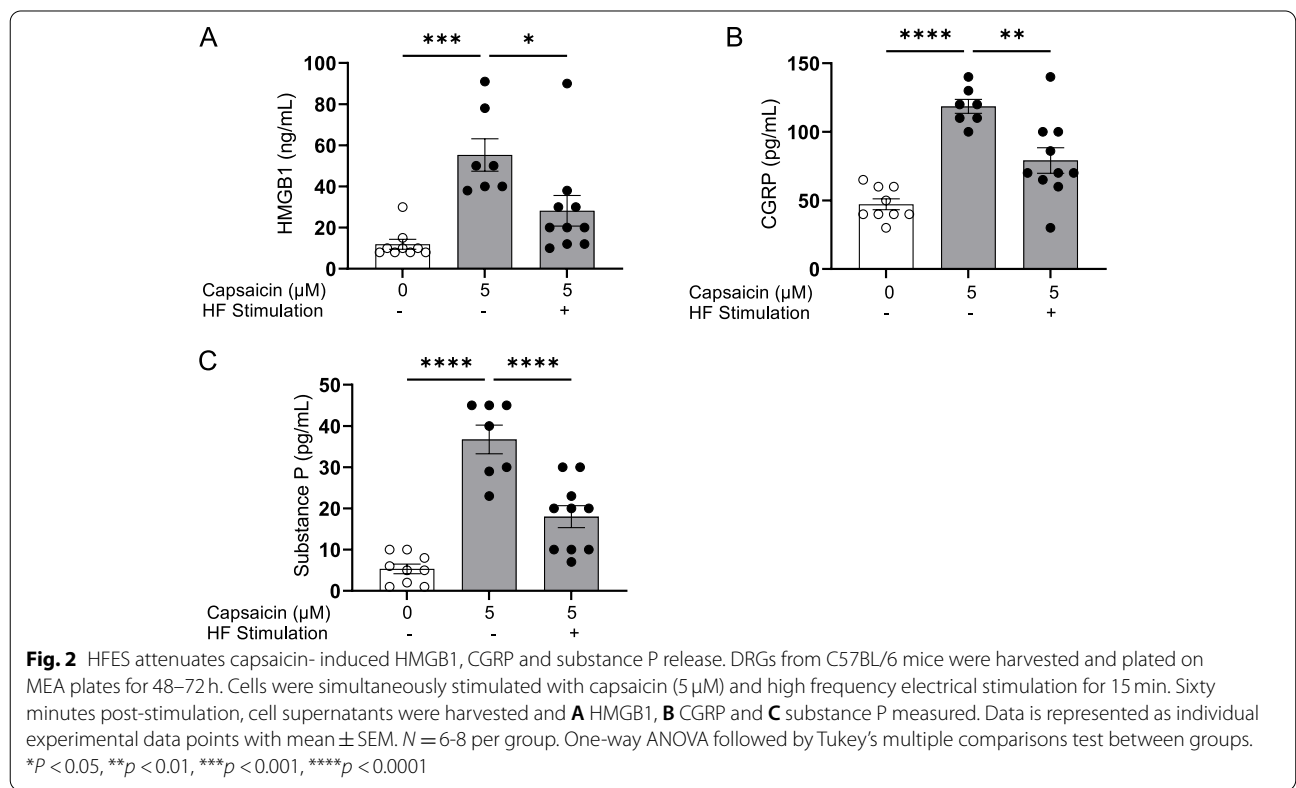 A
*** *
100
80
60
40
20
0
HMGB1 (ng/mL)
Capsaicin (µM) 0 5 5
HF Stimulation - - +
B
**** **
150
100
50
0
CGRP (pg/mL)
Capsaicin (µM) 0 5 5
HF Stimulation - - +
C
**** ****
50
40
30
20
10
0
Substance P (pg/mL)
Capsaicin (µM) 0 5 5
HF Stimulation - - +
Fig. 2 HFES attenuates capsaicin- induced HMGB1, CGRP and substance P release. DRGs from C57BL/6 mice were harvested and plated on
MEA plates for 48–72 h. Cells were simultaneously stimulated with capsaicin (5 µM) and high frequency electrical stimulation for 15 min. Sixty
minutes post-stimulation, cell supernatants were harvested and A HMGB1, B CGRP and C substance P measured. Data is represented as individual
experimental data points with mean ± SEM. N = 6-8 per group. One-way ANOVA followed by Tukey's multiple comparisons test between groups.
*P < 0.05, **p < 0.01, ***p < 0.001, ****p < 0.0001